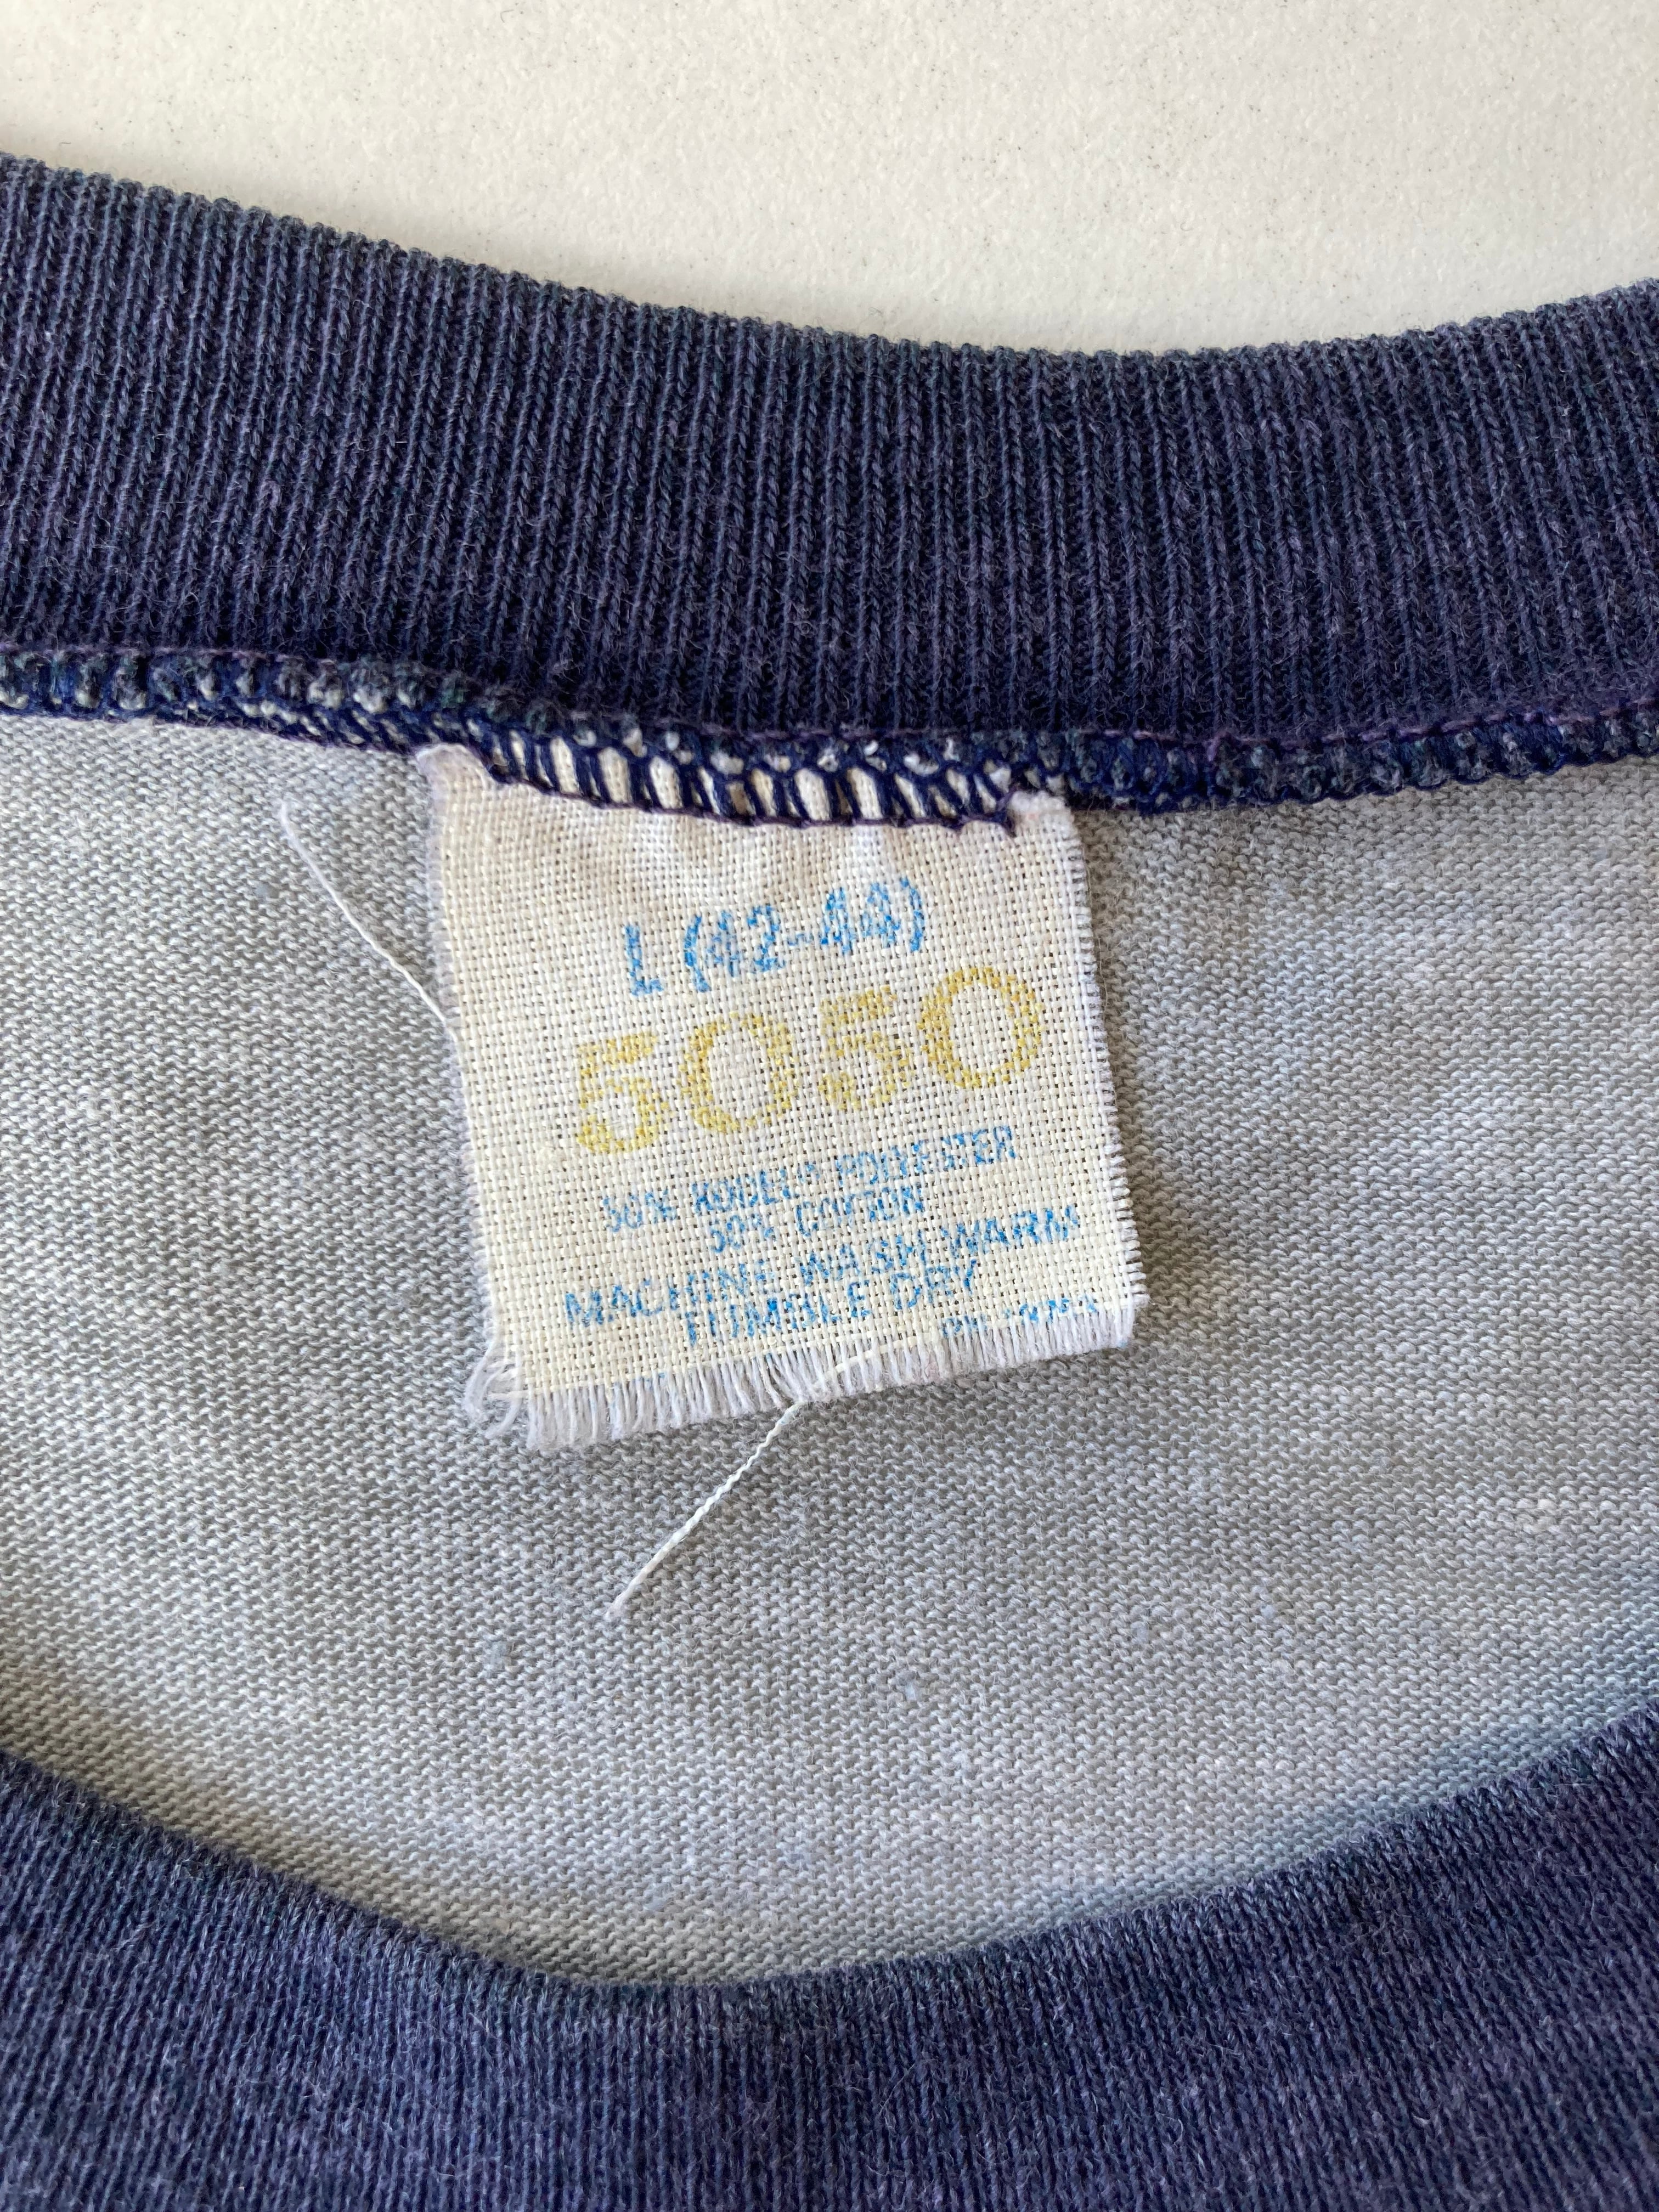 L (42-44)
5050
50% KODEL® POLYESTER
50% COTTON
MACHINE WASH WARM
TUMBLE DRY